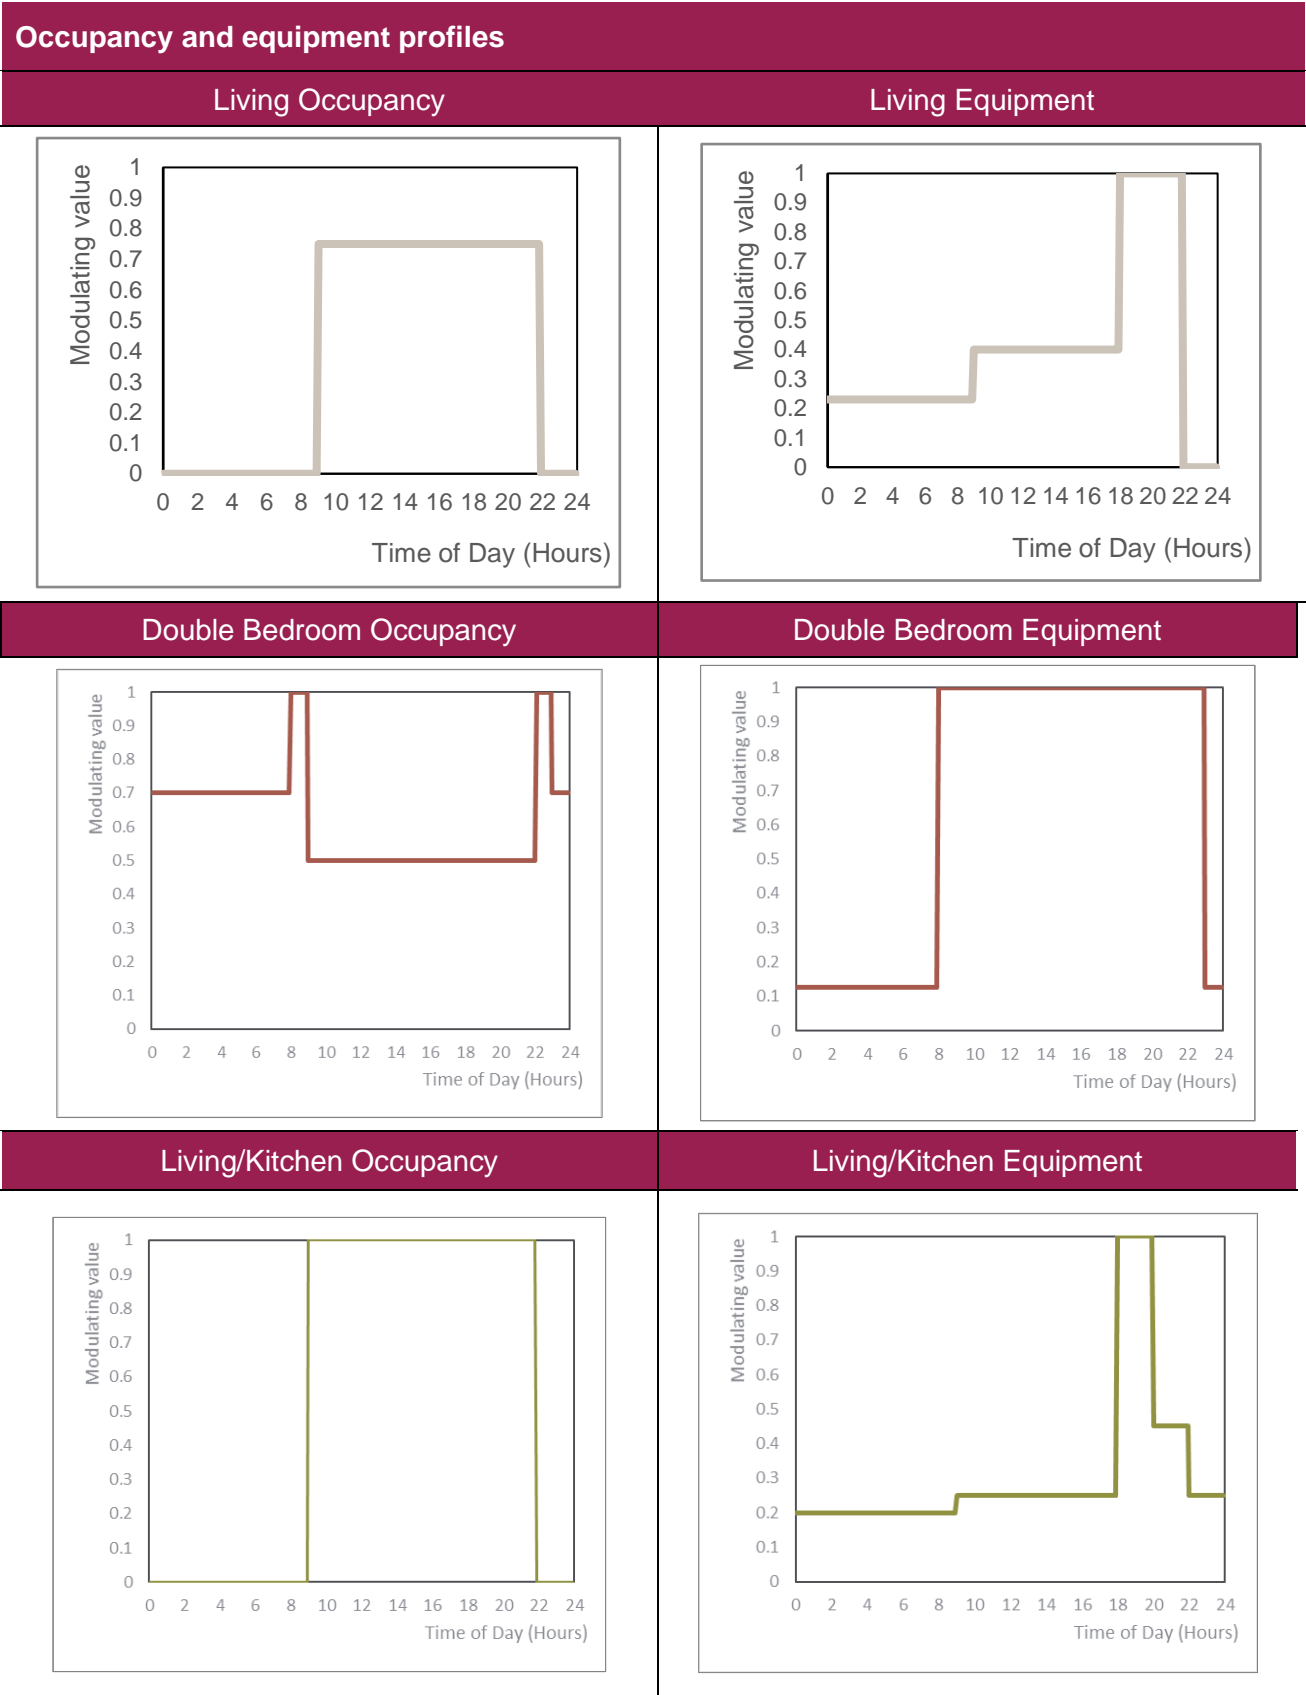 Occupancy and equipment profiles
Living Occupancy
Living Equipment
Modulating value
1
0.9
0.8
0.7
0.6
0.5
0.4
0.3
0.2
0.1
0
0 2 4 6 8 10 12 14 16 18 20 22 24
Time of Day (Hours)
Modulating value
1
0.9
0.8
0.7
0.6
0.5
0.4
0.3
0.2
0.1
0
0 2 4 6 8 10 12 14 16 18 20 22 24
Time of Day (Hours)
Double Bedroom Occupancy
Double Bedroom Equipment
Modulating value
1
0.9
0.8
0.7
0.6
0.5
0.4
0.3
0.2
0.1
0
0 2 4 6 8 10 12 14 16 18 20 22 24
Time of Day (Hours)
Modulating value
1
0.9
0.8
0.7
0.6
0.5
0.4
0.3
0.2
0.1
0
0 2 4 6 8 10 12 14 16 18 20 22 24
Time of Day (Hours)
Living/Kitchen Occupancy
Living/Kitchen Equipment
Modulating value
1
0.9
0.8
0.7
0.6
0.5
0.4
0.3
0.2
0.1
0
0 2 4 6 8 10 12 14 16 18 20 22 24
Time of Day (Hours)
Modulating value
1
0.9
0.8
0.7
0.6
0.5
0.4
0.3
0.2
0.1
0
0 2 4 6 8 10 12 14 16 18 20 22 24
Time of Day (Hours)